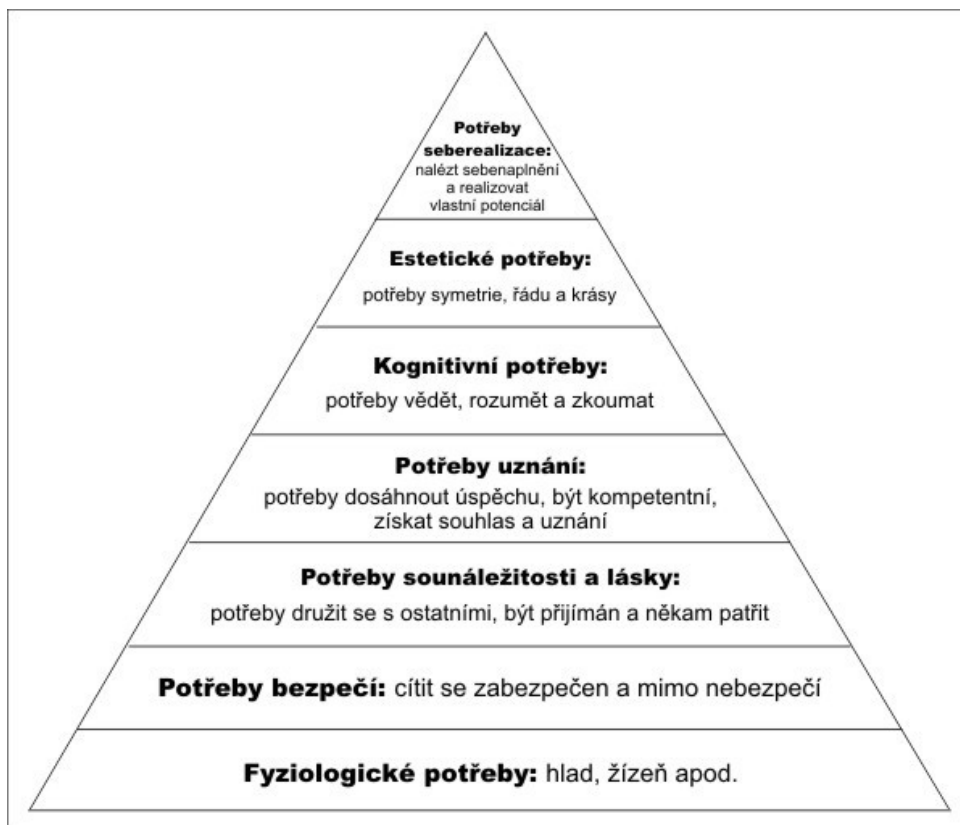 Potřeby
seberealizace:
nalézt sebenaplnění
a realizovat
vlastní potenciál
Estetické potřeby:
potřeby symetrie, řádu a krásy
Kognitivní potřeby:
potřeby vědět, rozumět a zkoumat
Potřeby uznání:
potřeby dosáhnout úspěchu, být kompetentní,
získat souhlas a uznání
Potřeby sounáležitosti a lásky:
potřeby družit se s ostatními, být přijímán a někam patřit
Potřeby bezpečí: cítit se zabezpečen a mimo nebezpečí
Fyziologické potřeby: hlad, žízeň apod.